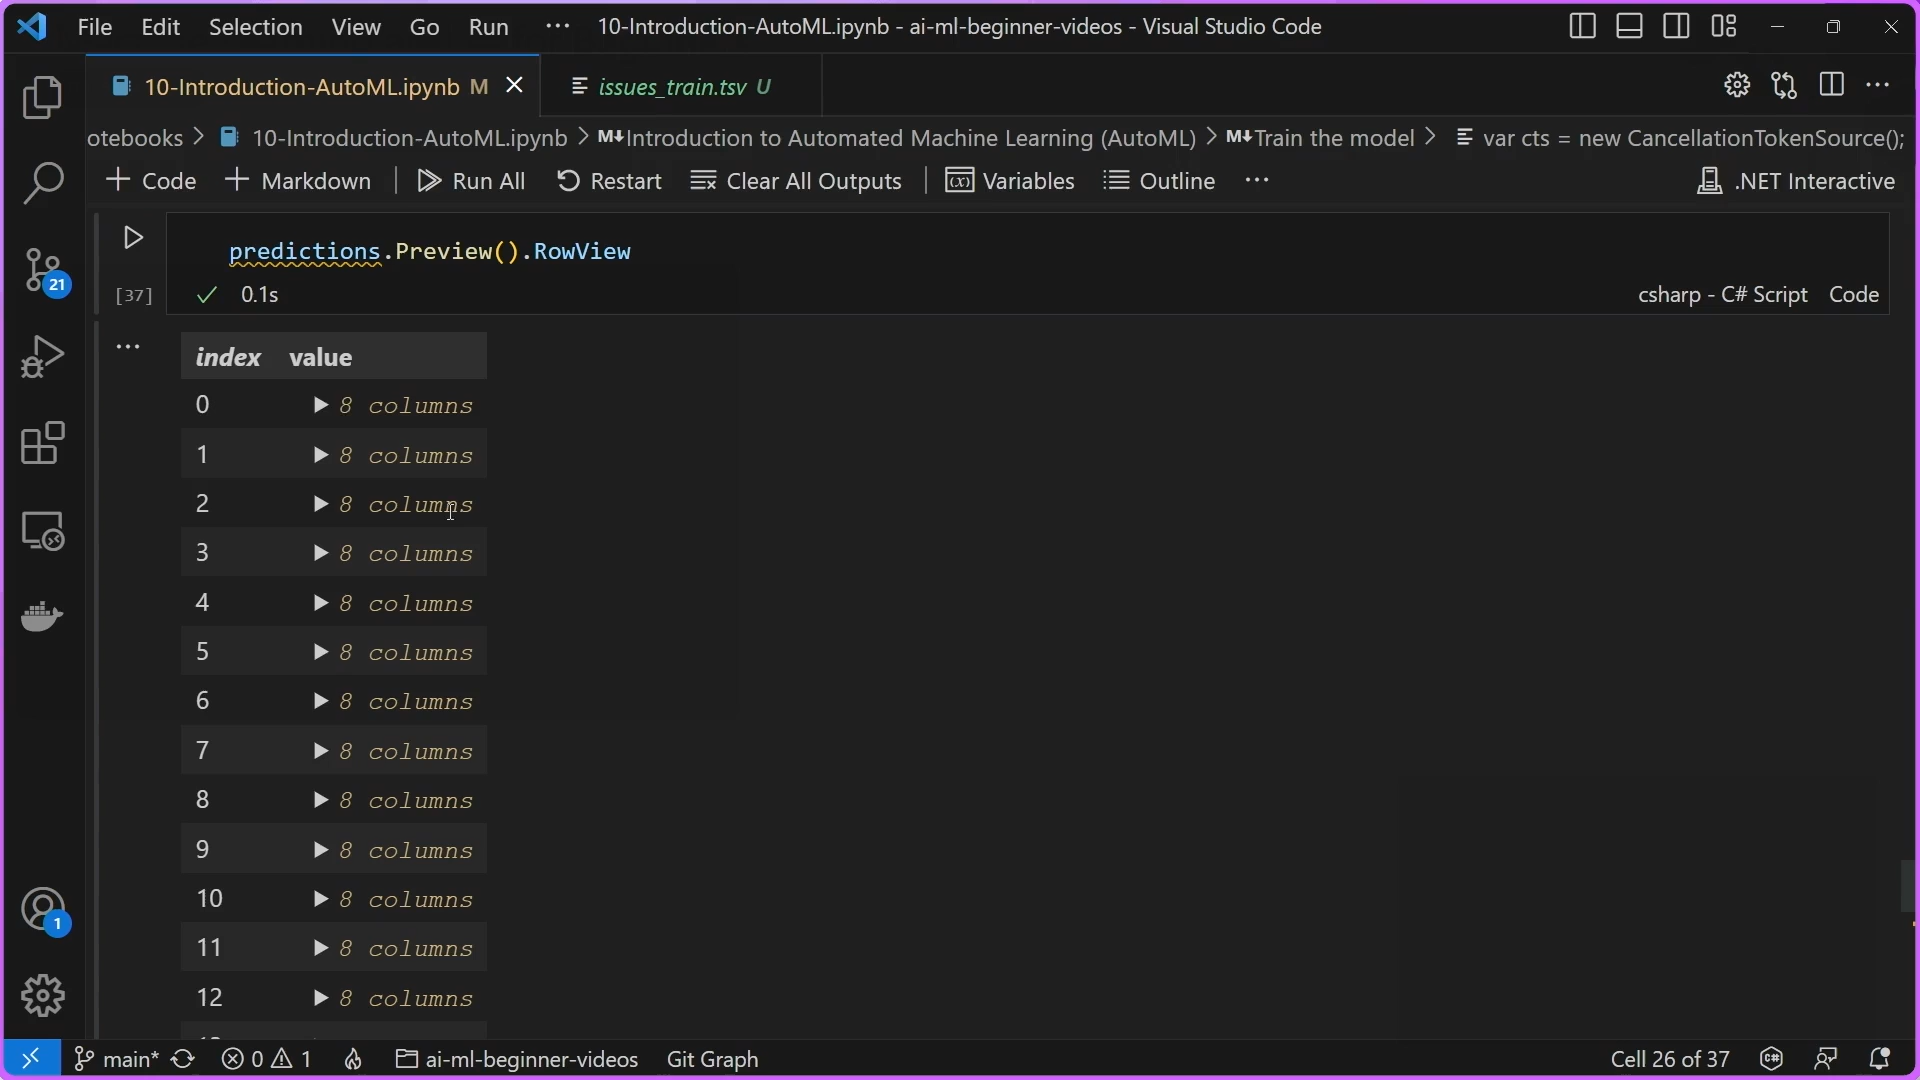 File Edit Selection View Go Run ··· 10-Introduction-AutoML.ipynb - ai-ml-beginner-videos - Visual Studio Code
10-Introduction-AutoML.ipynb M issues_train.tsv U
otebooks > 10-Introduction-AutoML.ipynb > M↓Introduction to Automated Machine Learning (AutoML) > M↓Train the model > var cts = new CancellationTokenSource();
+ Code + Markdown | Run All Restart Clear All Outputs | Variables Outline ··· .NET Interactive
predictions.Preview().RowView
[37] ✓ 0.1s csharp - C# Script Code
21
··· index value
0 ▶ 8 columns
1 ▶ 8 columns
2 ▶ 8 columns
3 ▶ 8 columns
4 ▶ 8 columns
5 ▶ 8 columns
6 ▶ 8 columns
7 ▶ 8 columns
8 ▶ 8 columns
9 ▶ 8 columns
10 ▶ 8 columns
11 ▶ 8 columns
12 ▶ 8 columns
1
main* 0 1 ai-ml-beginner-videos Git Graph Cell 26 of 37